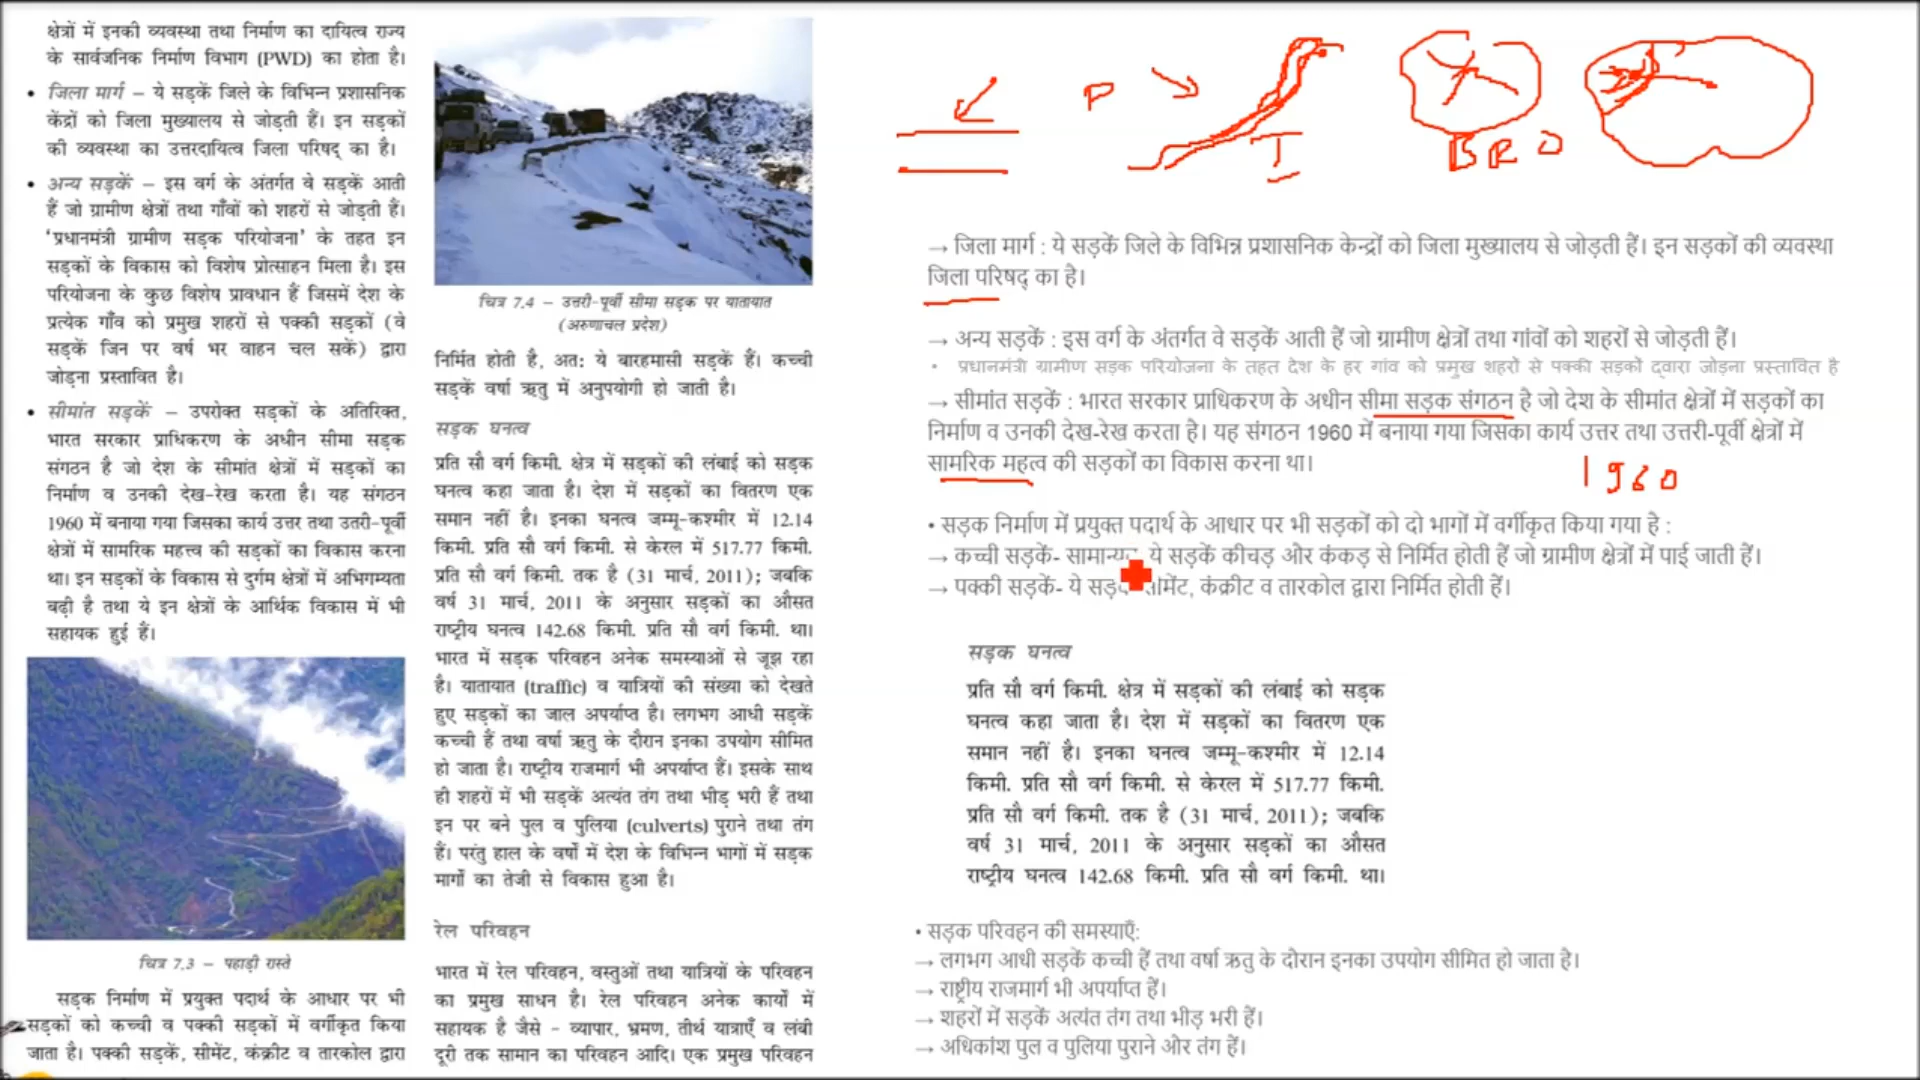 क्षेत्रों में इनकी व्यवस्था तथा निर्माण का दायित्व राज्य
के सार्वजनिक निर्माण विभाग (PWD) का होता है।
• जिला मार्ग – ये सड़कें जिले के विभिन्न प्रशासनिक
केंद्रों को जिला मुख्यालय से जोड़ती हैं। इन सड़कों
की व्यवस्था का उत्तरदायित्व जिला परिषद् का है।
• अन्य सड़कें – इस वर्ग के अंतर्गत वे सड़कें आती
हैं जो ग्रामीण क्षेत्रों तथा गाँवों को शहरों से जोड़ती हैं।
‘प्रधानमंत्री ग्रामीण सड़क परियोजना’ के तहत इन
सड़कों के विकास को विशेष प्रोत्साहन मिला है। इस
परियोजना के कुछ विशेष प्रावधान हैं जिसमें देश के
प्रत्येक गाँव को प्रमुख शहरों से पक्की सड़कों (वे
सड़कें जिन पर वर्ष भर वाहन चल सकें) द्वारा
जोड़ना प्रस्तावित है।
• सीमांत सड़कें – उपरोक्त सड़कों के अतिरिक्त,
भारत सरकार प्राधिकरण के अधीन सीमा सड़क
संगठन है जो देश के सीमांत क्षेत्रों में सड़कों का
निर्माण व उनकी देख-रेख करता है। यह संगठन
1960 में बनाया गया जिसका कार्य उत्तर तथा उतरी-पूर्वी
क्षेत्रों में सामरिक महत्त्व की सड़कों का विकास करना
था। इन सड़कों के विकास से दुर्गम क्षेत्रों में अभिगम्यता
बढ़ी है तथा ये इन क्षेत्रों के आर्थिक विकास में भी
सहायक हुई हैं।
चित्र 7.3 – पहाड़ी रास्ते
सड़क निर्माण में प्रयुक्त पदार्थ के आधार पर भी
सड़कों को कच्ची व पक्की सड़कों में वर्गीकृत किया
जाता है। पक्की सड़कें, सीमेंट, कंक्रीट व तारकोल द्वारा
चित्र 7.4 – उत्तरी-पूर्वी सीमा सड़क पर यातायात
(अरुणाचल प्रदेश)
निर्मित होती है, अतः ये बारहमासी सड़कें हैं। कच्ची
सड़कें वर्षा ऋतु में अनुपयोगी हो जाती है।
सड़क घनत्व
प्रति सौ वर्ग किमी. क्षेत्र में सड़कों की लंबाई को सड़क
घनत्व कहा जाता है। देश में सड़कों का वितरण एक
समान नहीं है। इनका घनत्व जम्मू-कश्मीर में 12.14
किमी. प्रति सौ वर्ग किमी. से केरल में 517.77 किमी.
प्रति सौ वर्ग किमी. तक है (31 मार्च, 2011); जबकि
वर्ष 31 मार्च, 2011 के अनुसार सड़कों का औसत
राष्ट्रीय घनत्व 142.68 किमी. प्रति सौ वर्ग किमी. था।
भारत में सड़क परिवहन अनेक समस्याओं से जूझ रहा
है। यातायात (traffic) व यात्रियों की संख्या को देखते
हुए सड़कों का जाल अपर्याप्त है। लगभग आधी सड़कें
कच्ची हैं तथा वर्षा ऋतु के दौरान इनका उपयोग सीमित
हो जाता है। राष्ट्रीय राजमार्ग भी अपर्याप्त हैं। इसके साथ
ही शहरों में भी सड़कें अत्यंत तंग तथा भीड़ भरी हैं तथा
इन पर बने पुल व पुलिया (culverts) पुराने तथा तंग
हैं। परंतु हाल के वर्षों में देश के विभिन्न भागों में सड़क
मार्गों का तेजी से विकास हुआ है।
रेल परिवहन
भारत में रेल परिवहन, वस्तुओं तथा यात्रियों के परिवहन
का प्रमुख साधन है। रेल परिवहन अनेक कार्यों में
सहायक है जैसे – व्यापार, भ्रमण, तीर्थ यात्राएँ व लंबी
दूरी तक सामान का परिवहन आदि। एक प्रमुख परिवहन
P
I
BRO
→ जिला मार्ग : ये सड़कें जिले के विभिन्न प्रशासनिक केन्द्रों को जिला मुख्यालय से जोड़ती हैं। इन सड़कों की व्यवस्था
जिला परिषद् का है।
→ अन्य सड़कें : इस वर्ग के अंतर्गत वे सड़कें आती हैं जो ग्रामीण क्षेत्रों तथा गांवों को शहरों से जोड़ती हैं।
• प्रधानमंत्री ग्रामीण सड़क परियोजना के तहत देश के हर गांव को प्रमुख शहरों से पक्की सड़कों द्वारा जोड़ना प्रस्तावित है
→ सीमांत सड़कें : भारत सरकार प्राधिकरण के अधीन सीमा सड़क संगठन है जो देश के सीमांत क्षेत्रों में सड़कों का
निर्माण व उनकी देख-रेख करता है। यह संगठन 1960 में बनाया गया जिसका कार्य उत्तर तथा उत्तरी-पूर्वी क्षेत्रों में
सामरिक महत्व की सड़कों का विकास करना था।
1960
• सड़क निर्माण में प्रयुक्त पदार्थ के आधार पर भी सड़कों को दो भागों में वर्गीकृत किया गया है :
→ कच्ची सड़कें- ये सड़कें कीचड़ और कंकड़ से निर्मित होती हैं जो ग्रामीण क्षेत्रों में पाई जाती हैं।
→ पक्की सड़कें- ये कंक्रीट व तारकोल द्वारा निर्मित होती हैं।
सड़क घनत्व
प्रति सौ वर्ग किमी. क्षेत्र में सड़कों की लंबाई को सड़क
घनत्व कहा जाता है। देश में सड़कों का वितरण एक
समान नहीं है। इनका घनत्व जम्मू-कश्मीर में 12.14
किमी. प्रति सौ वर्ग किमी. से केरल में 517.77 किमी.
प्रति सौ वर्ग किमी. तक है (31 मार्च, 2011); जबकि
वर्ष 31 मार्च, 2011 के अनुसार सड़कों का औसत
राष्ट्रीय घनत्व 142.68 किमी. प्रति सौ वर्ग किमी. था।
• सड़क परिवहन की समस्याएँ:
→ लगभग आधी सड़कें कच्ची हैं तथा वर्षा ऋतु के दौरान इनका उपयोग सीमित हो जाता है।
→ राष्ट्रीय राजमार्ग भी अपर्याप्त हैं।
→ शहरों में सड़कें अत्यंत तंग तथा भीड़ भरी हैं।
→ अधिकांश पुल व पुलिया पुराने और तंग हैं।